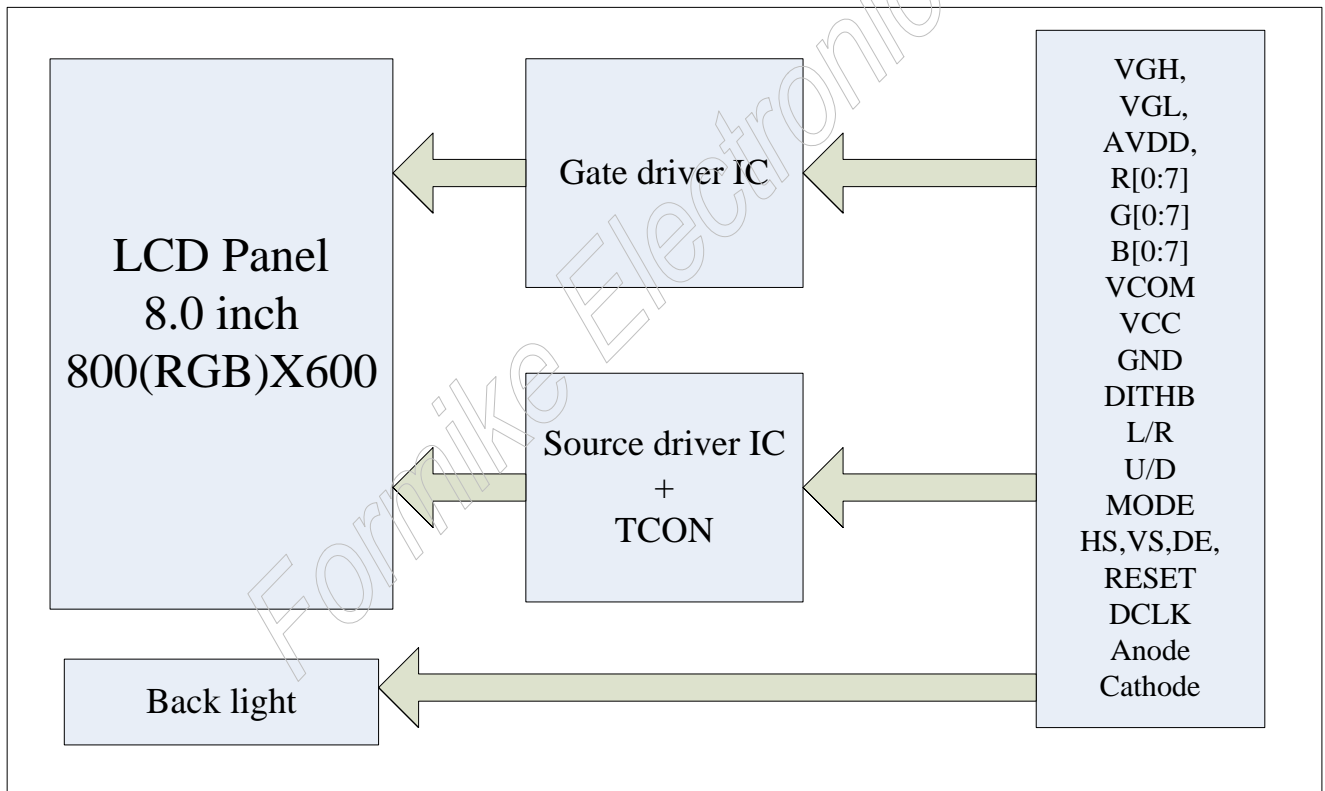 LCD Panel
8.0 inch
800(RGB)X600
Gate driver IC
Source driver IC
+
TCON
Back light
VGH,
VGL,
AVDD,
R[0:7]
G[0:7]
B[0:7]
VCOM
VCC
GND
DITHB
L/R
U/D
MODE
HS,VS,DE,
RESET
DCLK
Anode
Cathode
Formike Electronic